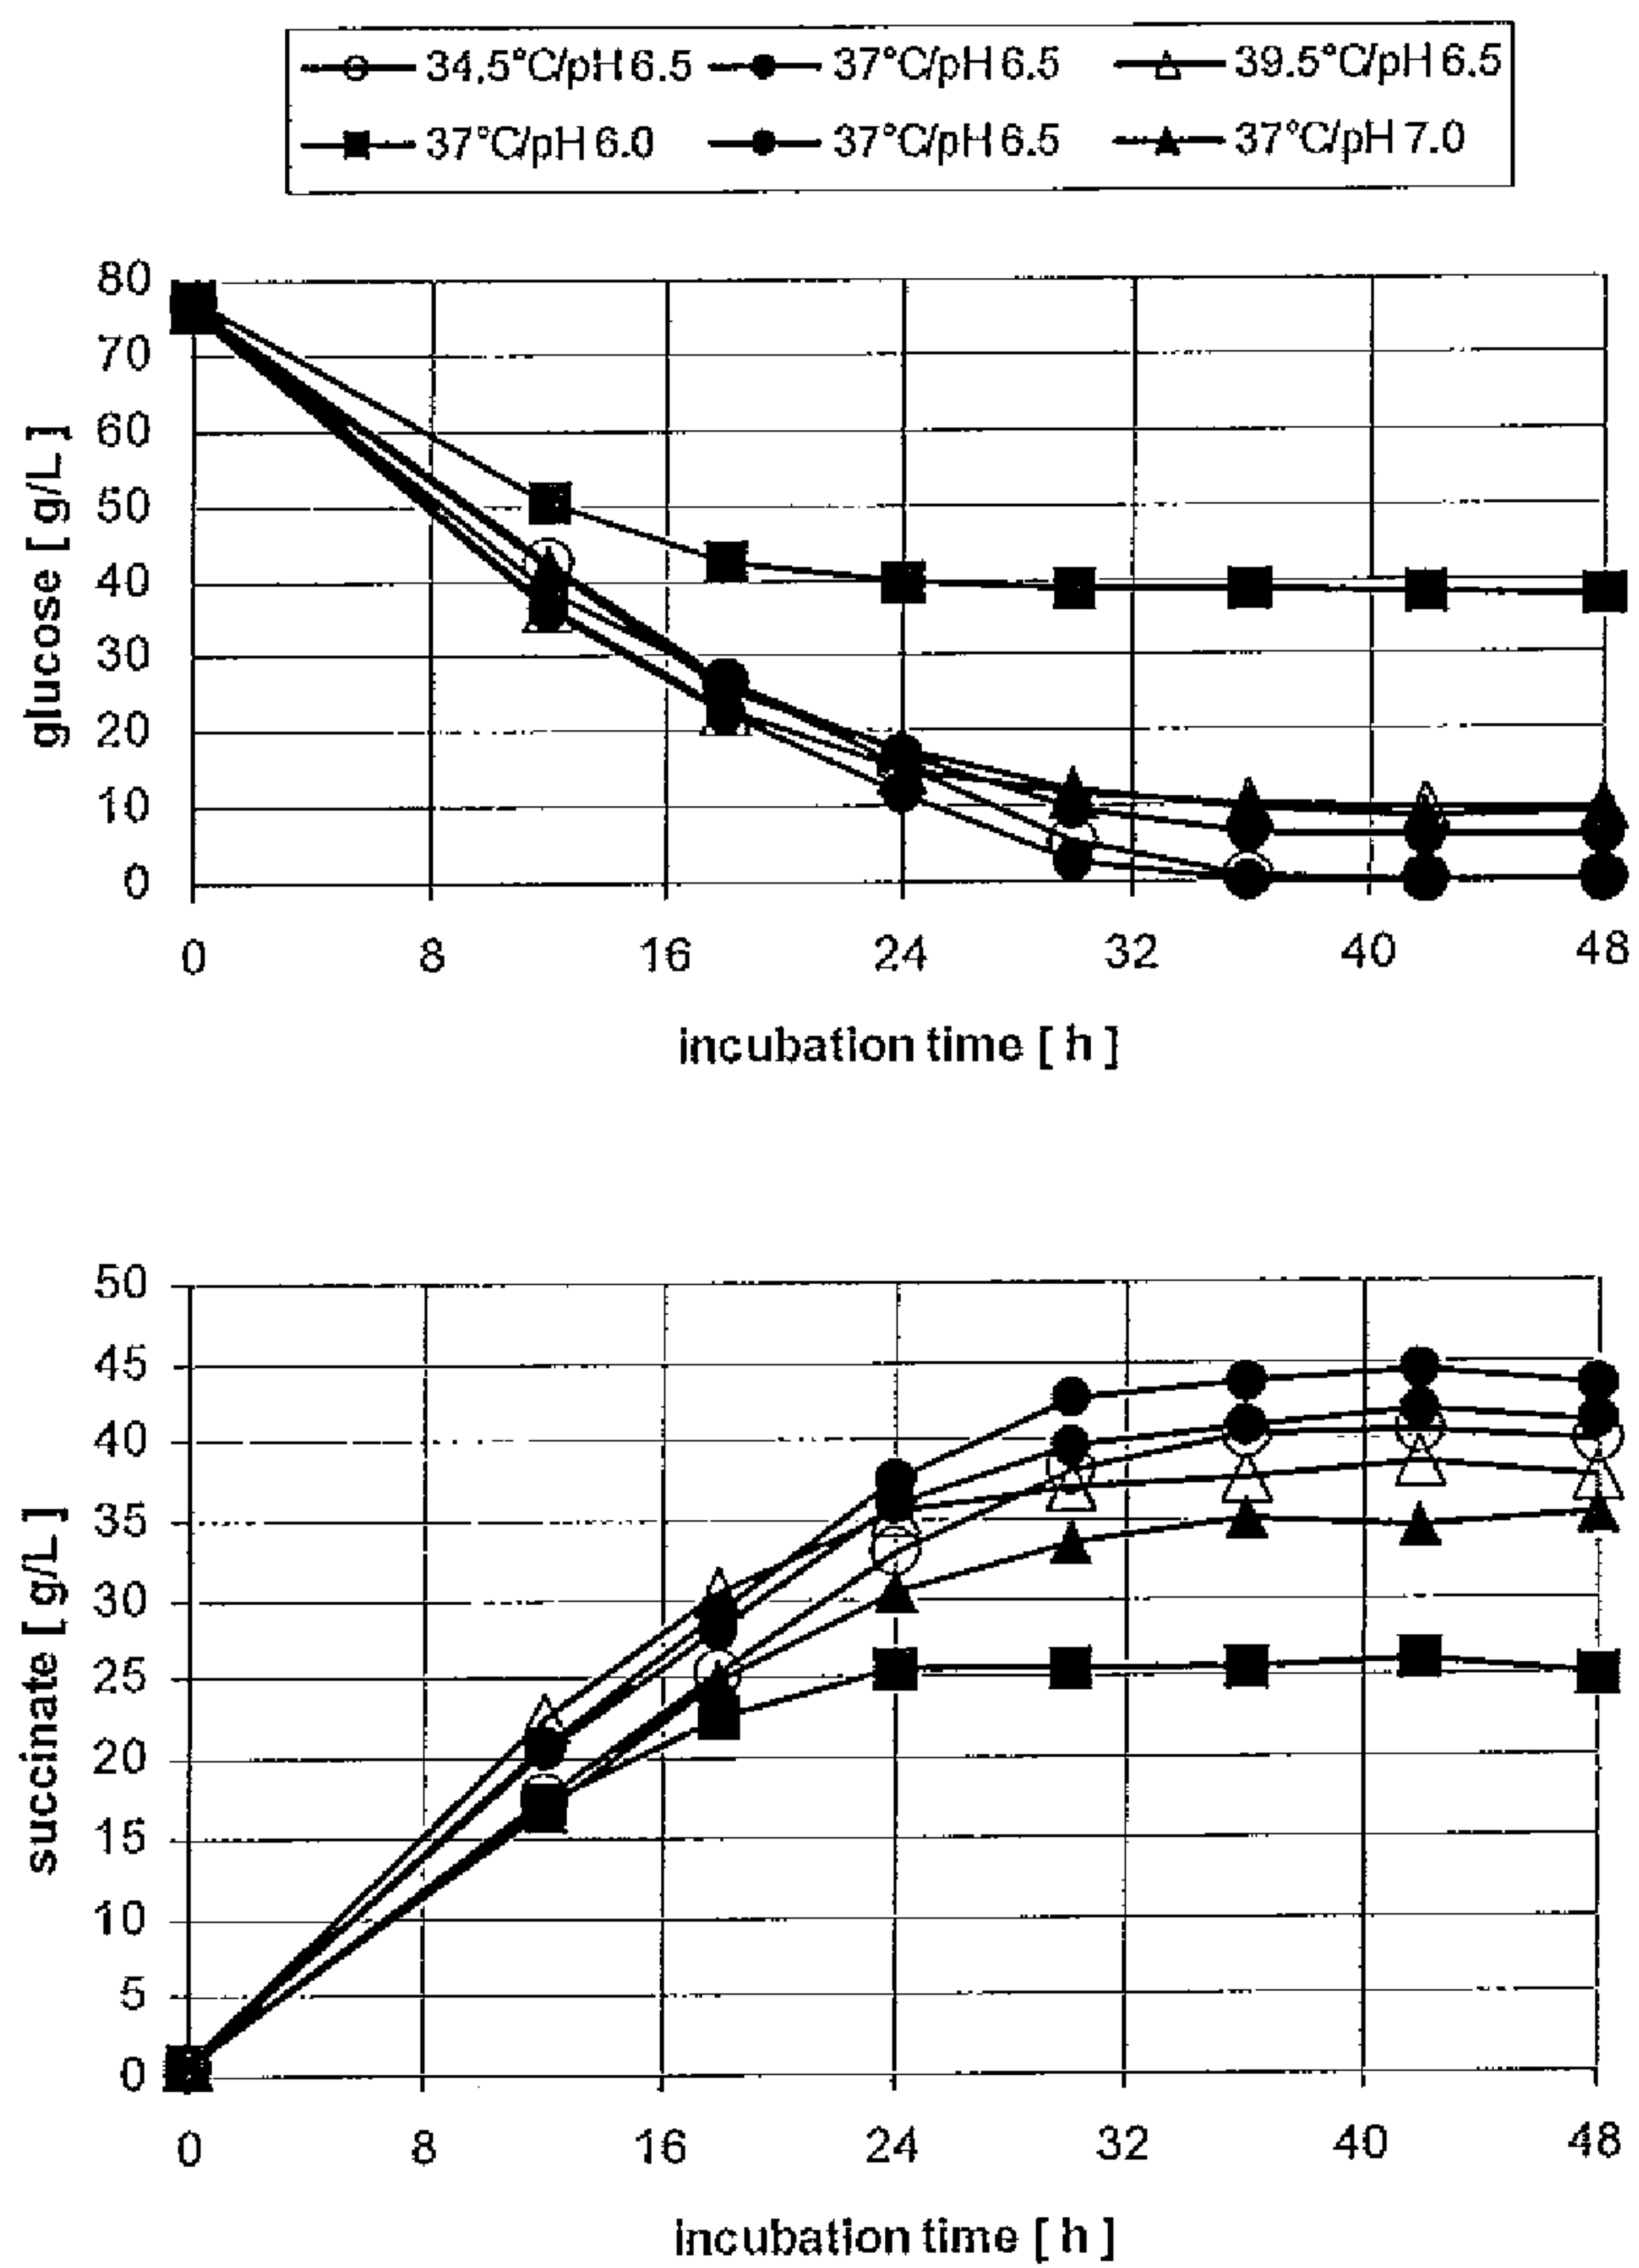 34.5°C/pH 6.5 37°C/pH 6.5 39.5°C/pH 6.5
37°C/pH 6.0 37°C/pH 6.5 37°C/pH 7.0
80
70
60
50
40
30
20
10
0
glucose [ g/L ]
0 8 16 24 32 40 48
incubation time [ h ]
50
45
40
35
30
25
20
15
10
5
0
succinate [ g/L ]
0 8 16 24 32 40 48
incubation time [ h ]